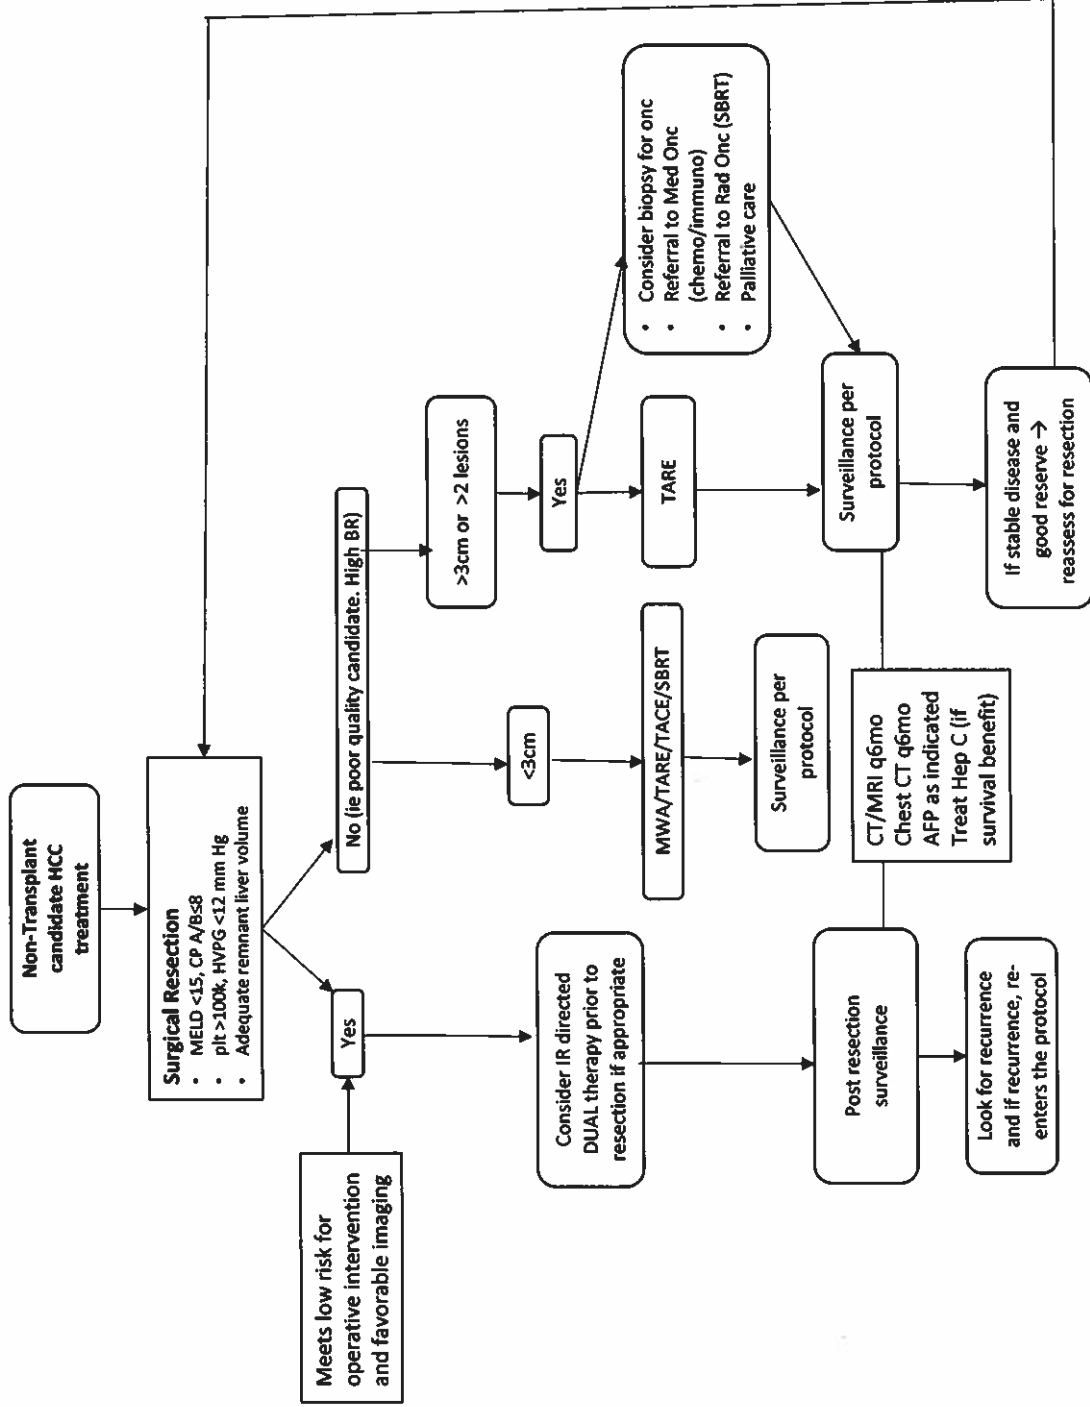 Non-Transplant
candidate HCC
treatment
Surgical Resection
• MELD <15, CP A/B≤8
• plt >100k, HVPG <12 mm Hg
• Adequate remnant liver volume
Meets low risk for
operative intervention
and favorable imaging
Yes
No (ie poor quality candidate. High BR)
Consider IR directed
DUAL therapy prior to
resection if appropriate
<3cm
>3cm or >2 lesions
Yes
MWA/TARE/TACE/SBRT
TARE
• Consider biopsy for onc
• Referral to Med Onc
(chemo/immuno)
• Referral to Rad Onc (SBRT)
• Palliative care
Post resection
surveillance
Surveillance per
protocol
Surveillance per
protocol
CT/MRI q6mo
Chest CT q6mo
AFP as indicated
Treat Hep C (if
survival benefit)
Look for recurrence
and if recurrence, re-
enters the protocol
If stable disease and
good reserve →
reassess for resection